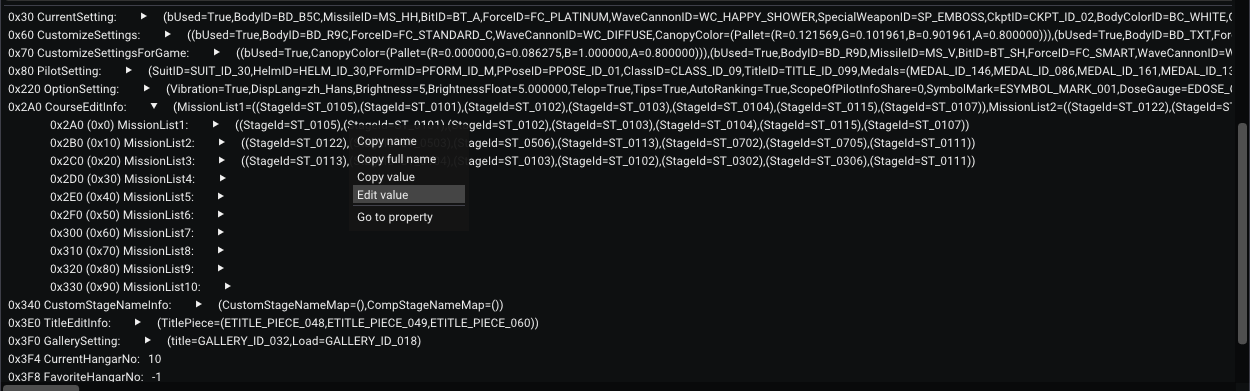 0x30 CurrentSetting: (bUsed=True,BodyID=BD_B5C,MissileID=MS_HH,BitID=BT_A,ForceID=FC_PLATINUM,WaveCannonID=WC_HAPPY_SHOWER,SpecialWeaponID=SP_EMBOSS,CkptID=CKPT_ID_02,BodyColorID=BC_WHITE,
0x60 CustomizeSettings: ((bUsed=True,BodyID=BD_R9C,ForceID=FC_STANDARD_C,WaveCannonID=WC_DIFFUSE,CanopyColor=(Pallet=(R=0.121569,G=0.101961,B=0.901961,A=0.800000))),(bUsed=True,BodyID=BD_TXT,For
0x70 CustomizeSettingsForGame: ((bUsed=True,CanopyColor=(Pallet=(R=0.000000,G=0.086275,B=1.000000,A=0.800000))),(bUsed=True,BodyID=BD_R9D,MissileID=MS_V,BitID=BT_SH,ForceID=FC_SMART,WaveCannonID=W
0x80 PilotSetting: (SuitID=SUIT_ID_30,HelmID=HELM_ID_30,PFormID=PFORM_ID_M,PPoseID=PPOSE_ID_01,ClassID=CLASS_ID_09,TitleID=TITLE_ID_099,Medals=(MEDAL_ID_146,MEDAL_ID_086,MEDAL_ID_161,MEDAL_ID_13
0x220 OptionSetting: (Vibration=True,DispLang=zh_Hans,Brightness=5,BrightnessFloat=5.000000,Telop=True,Tips=True,AutoRanking=True,ScopeOfPilotInfoShare=0,SymbolMark=ESYMBOL_MARK_001,DoseGauge=EDOSE_
0x2A0 CourseEditInfo: (MissionList1=((StageId=ST_0105),(StageId=ST_0101),(StageId=ST_0102),(StageId=ST_0103),(StageId=ST_0104),(StageId=ST_0115),(StageId=ST_0107)),MissionList2=((StageId=ST_0122),(StageId=S
0x2A0 (0x0) MissionList1: ((StageId=ST_0105),(StageId=ST_0101),(StageId=ST_0102),(StageId=ST_0103),(StageId=ST_0104),(StageId=ST_0115),(StageId=ST_0107))
Copy name
0x2B0 (0x10) MissionList2: ((StageId=ST_0122), ageId=ST_0506),(StageId=ST_0113),(StageId=ST_0702),(StageId=ST_0705),(StageId=ST_0111))
Copy full name
0x2C0 (0x20) MissionList3: ((StageId=ST_0113), ageId=ST_0103),(StageId=ST_0102),(StageId=ST_0302),(StageId=ST_0306),(StageId=ST_0111))
Copy value
0x2D0 (0x30) MissionList4:
Edit value
0x2E0 (0x40) MissionList5:
0x2F0 (0x50) MissionList6:
Go to property
0x300 (0x60) MissionList7:
0x310 (0x70) MissionList8:
0x320 (0x80) MissionList9:
0x330 (0x90) MissionList10:
0x340 CustomStageNameInfo: (CustomStageNameMap=(),CompStageNameMap=())
0x3E0 TitleEditInfo: (TitlePiece=(ETITLE_PIECE_048,ETITLE_PIECE_049,ETITLE_PIECE_060))
0x3F0 GallerySetting: (title=GALLERY_ID_032,Load=GALLERY_ID_018)
0x3F4 CurrentHangarNo: 10
0x3F8 FavoriteHangarNo: -1